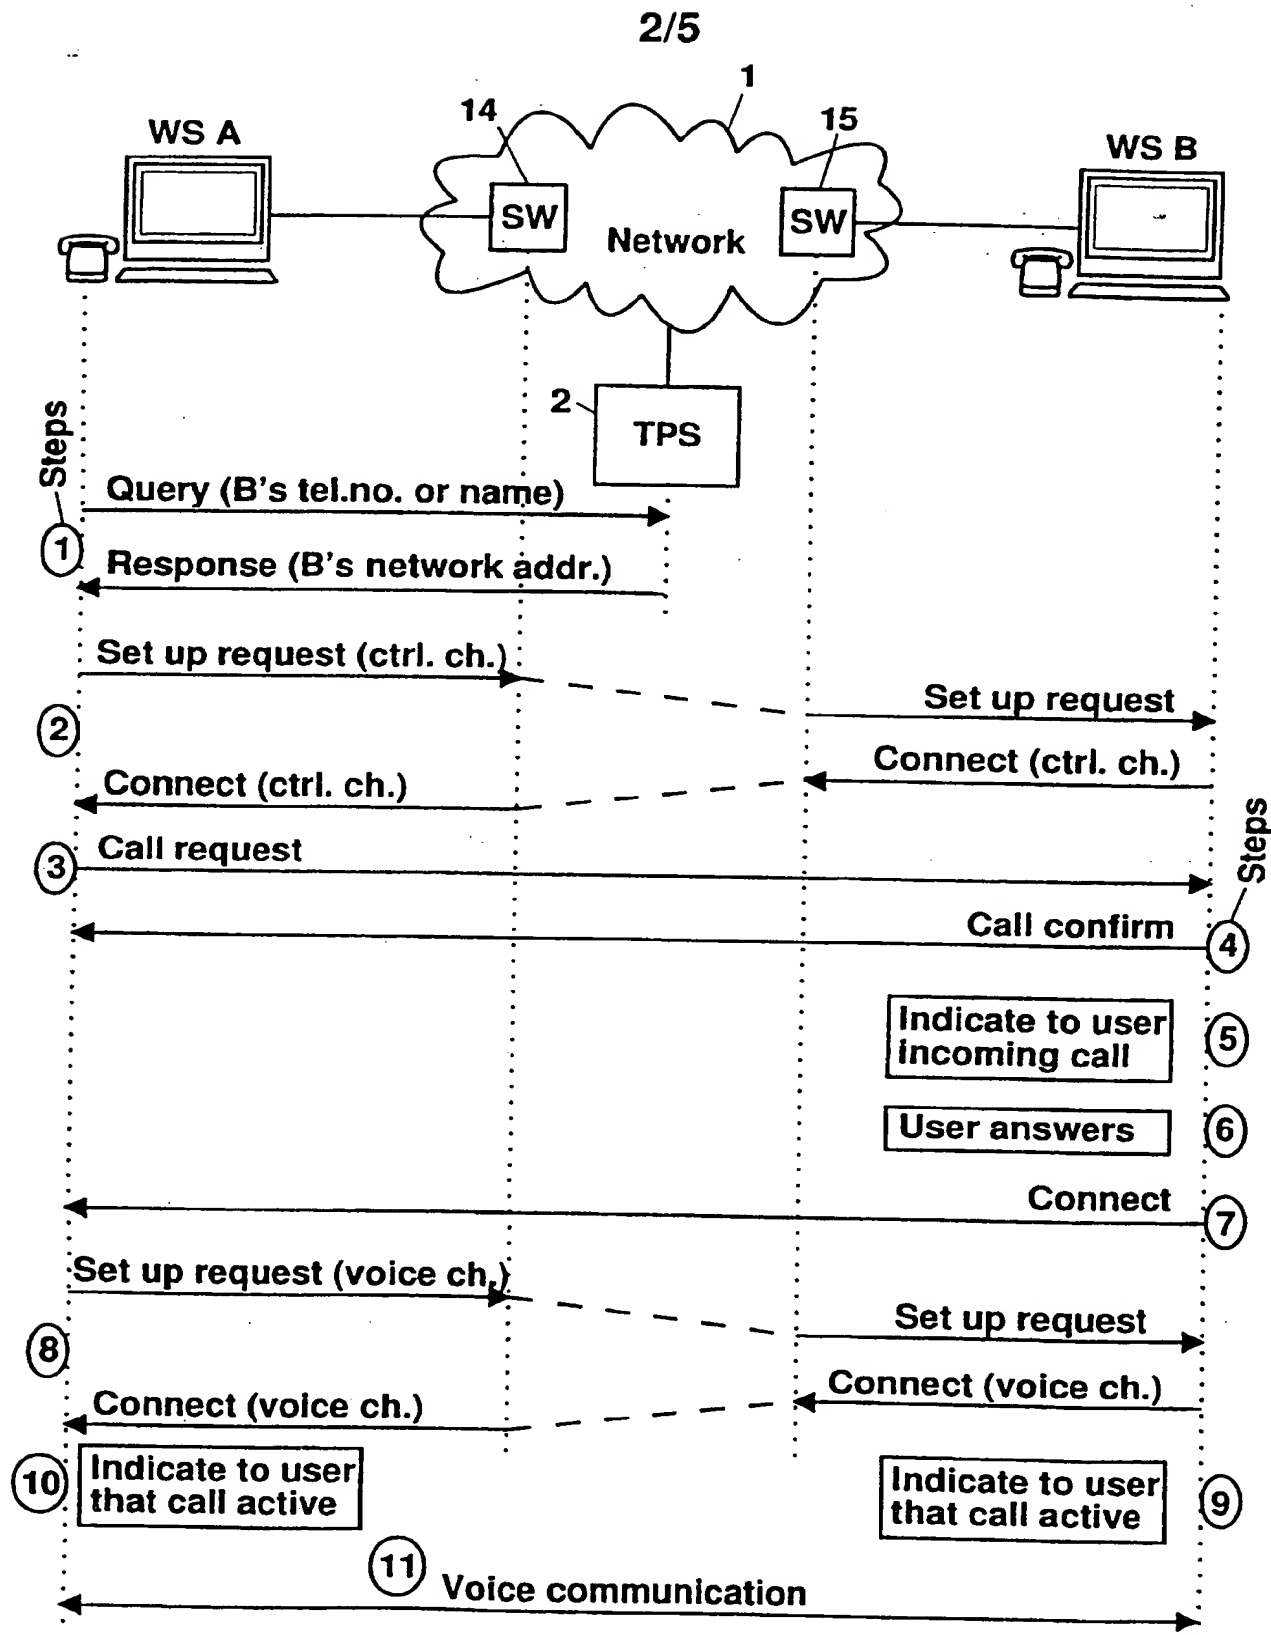 2/5
1
14
15
WS A
WS B
SW
SW
Network
2
TPS
Steps
Query (B's tel.no. or name)
1
Response (B's network addr.)
Set up request (ctrl. ch.)
Set up request
2
Connect (ctrl. ch.)
Connect (ctrl. ch.)
Steps
3
Call request
Call confirm
4
Indicate to user
incoming call
5
User answers
6
Connect
7
Set up request (voice ch.)
Set up request
8
Connect (voice ch.)
Connect (voice ch.)
10
Indicate to user
that call active
Indicate to user
that call active
9
11
Voice communication